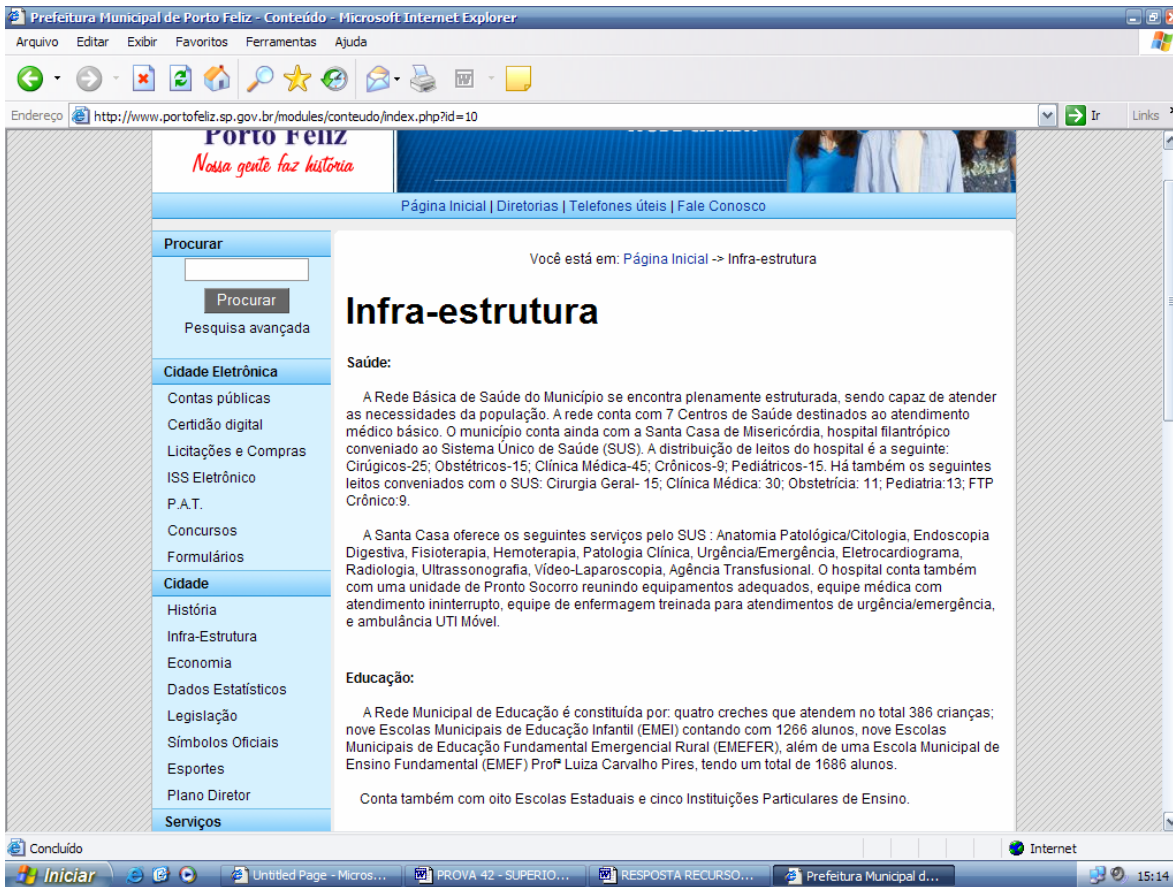 Prefeitura Municipal de Porto Feliz - Conteúdo - Microsoft Internet Explorer
Arquivo Editar Exibir Favoritos Ferramentas Ajuda
Endereço http://www.portofeliz.sp.gov.br/modules/conteudo/index.php?id=10 Ir Links
Porto Feliz
Nossa gente faz história
Página Inicial | Diretorias | Telefones úteis | Fale Conosco
Procurar
Procurar
Pesquisa avançada
Cidade Eletrônica
Contas públicas
Certidão digital
Licitações e Compras
ISS Eletrônico
P.A.T.
Concursos
Formulários
Cidade
História
Infra-Estrutura
Economia
Dados Estatísticos
Legislação
Símbolos Oficiais
Esportes
Plano Diretor
Serviços
Você está em: Página Inicial -> Infra-estrutura
Infra-estrutura
Saúde:
A Rede Básica de Saúde do Município se encontra plenamente estruturada, sendo capaz de atender
as necessidades da população. A rede conta com 7 Centros de Saúde destinados ao atendimento
médico básico. O município conta ainda com a Santa Casa de Misericórdia, hospital filantrópico
conveniado ao Sistema Único de Saúde (SUS). A distribuição de leitos do hospital é a seguinte:
Cirúgicos-25; Obstétricos-15; Clínica Médica-45; Crônicos-9; Pediátricos-15. Há também os seguintes
leitos conveniados com o SUS: Cirurgia Geral- 15; Clínica Médica: 30; Obstetrícia: 11; Pediatria:13; FTP
Crônico:9.
A Santa Casa oferece os seguintes serviços pelo SUS : Anatomia Patológica/Citologia, Endoscopia
Digestiva, Fisioterapia, Hemoterapia, Patologia Clínica, Urgência/Emergência, Eletrocardiograma,
Radiologia, Ultrassonografia, Vídeo-Laparoscopia, Agência Transfusional. O hospital conta também
com uma unidade de Pronto Socorro reunindo equipamentos adequados, equipe médica com
atendimento ininterrupto, equipe de enfermagem treinada para atendimentos de urgência/emergência,
e ambulância UTI Móvel.
Educação:
A Rede Municipal de Educação é constituída por: quatro creches que atendem no total 386 crianças;
nove Escolas Municipais de Educação Infantil (EMEI) contando com 1266 alunos, nove Escolas
Municipais de Educação Fundamental Emergencial Rural (EMEFER), além de uma Escola Municipal de
Ensino Fundamental (EMEF) Profª Luiza Carvalho Pires, tendo um total de 1686 alunos.
Conta também com oito Escolas Estaduais e cinco Instituições Particulares de Ensino.
Concluído Internet
Iniciar Untitled Page - Micros... PROVA 42 - SUPERIO... RESPOSTA RECURSO... Prefeitura Municipal d... 15:14